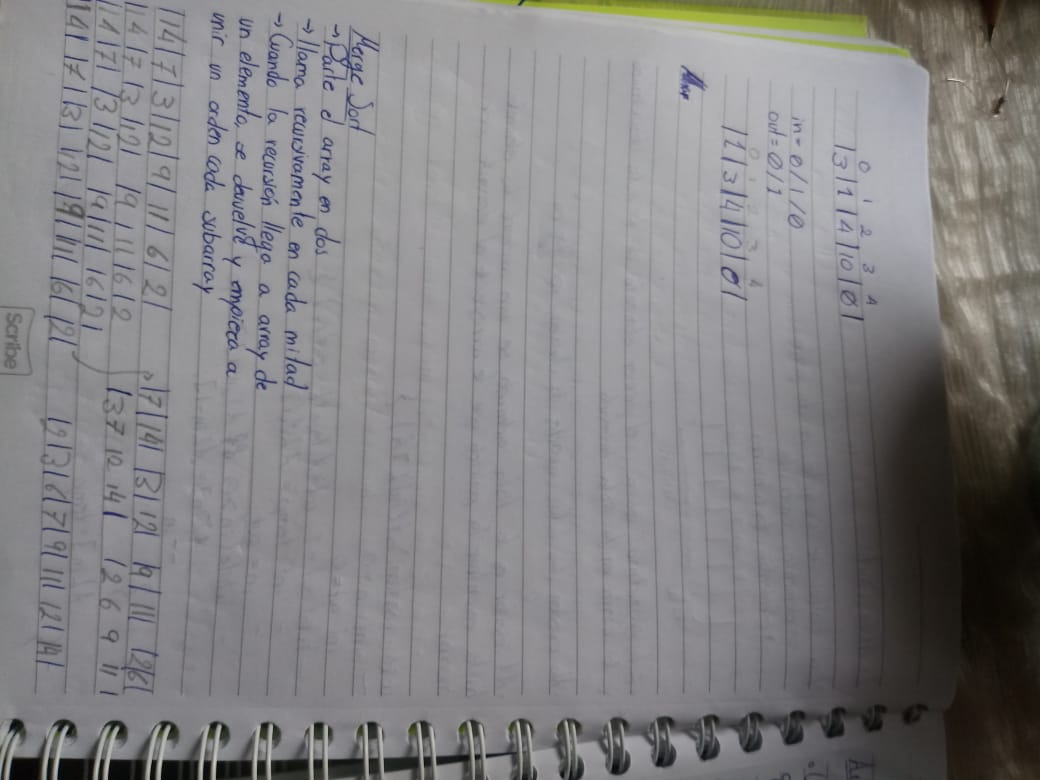 0 1 2 3 4
|3|1|4|10|0|
in = 0/1/0
out = 0/1
0 1 2 3 4
|1|3|4|10|0|
Merge Sort
→ Parte el array en dos
→ llama recursivamente en cada mitad
→ Cuando la recursión llega a array de
un elemento se devuelve y empieza a
unir un orden cada subarray
|14|7|3|12|9|11|6|2|
|14|7|3|12| |9|11|6|2
|14|7| |3|12| |9|11| |6|2|
|14| |7| |3| |12| |9| |11| |6| |2|
|7|14| |3|12| 9|11| |2|6|
|3 7 12 14| |2 6 9 11|
|2|3|6|7|9|11|12|14|
Scribe